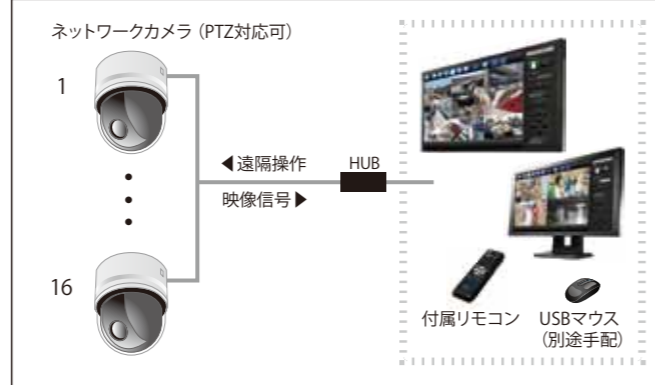 ネットワークカメラ（PTZ対応可）
1
◀遠隔操作
HUB
映像信号▶
16
付属リモコン
USBマウス
（別途手配）